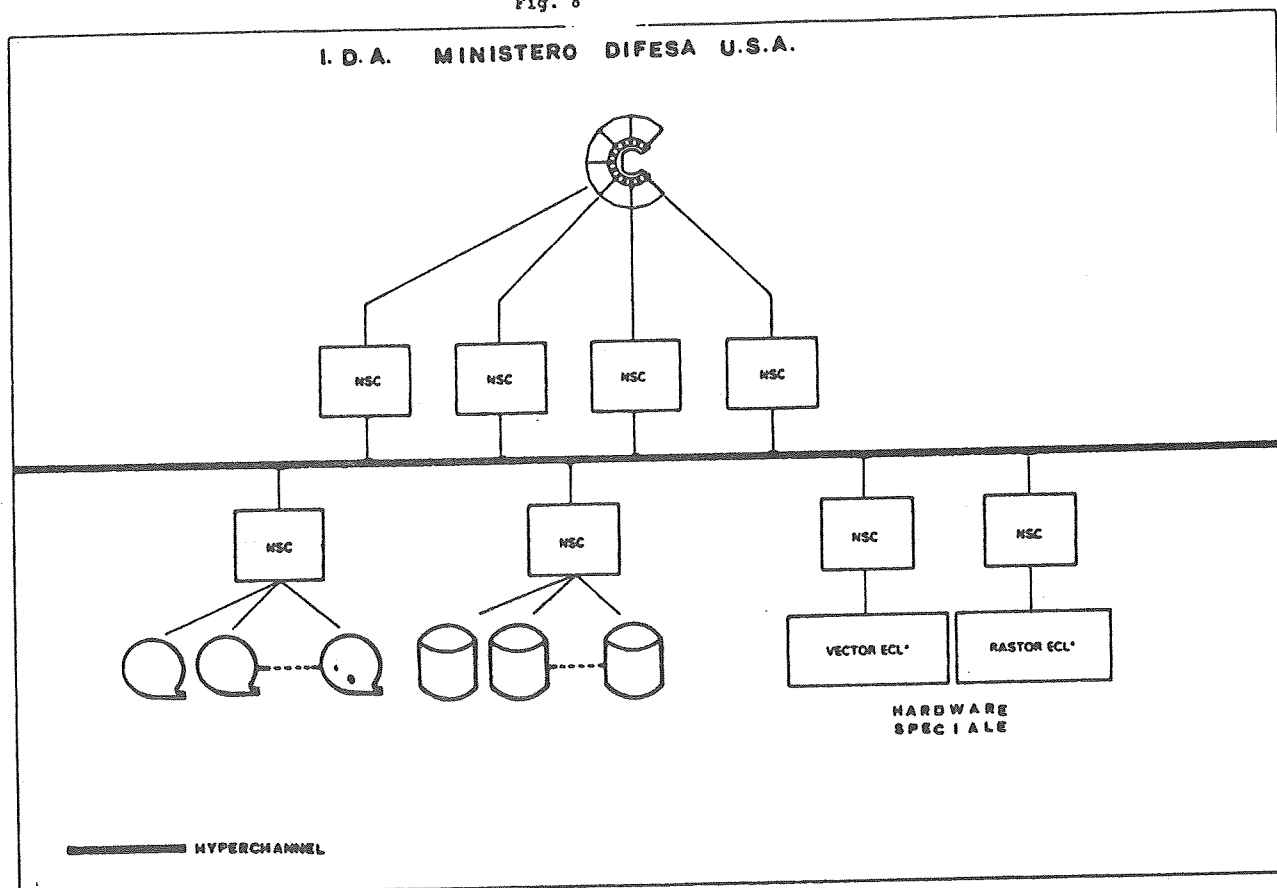 Fig. 8
I. D. A. MINISTERO DIFESA U.S.A.
NSC NSC NSC NSC
NSC NSC NSC NSC
VECTOR ECL* RASTOR ECL*
HARDWARE
SPECIALE
HYPERCHANNEL